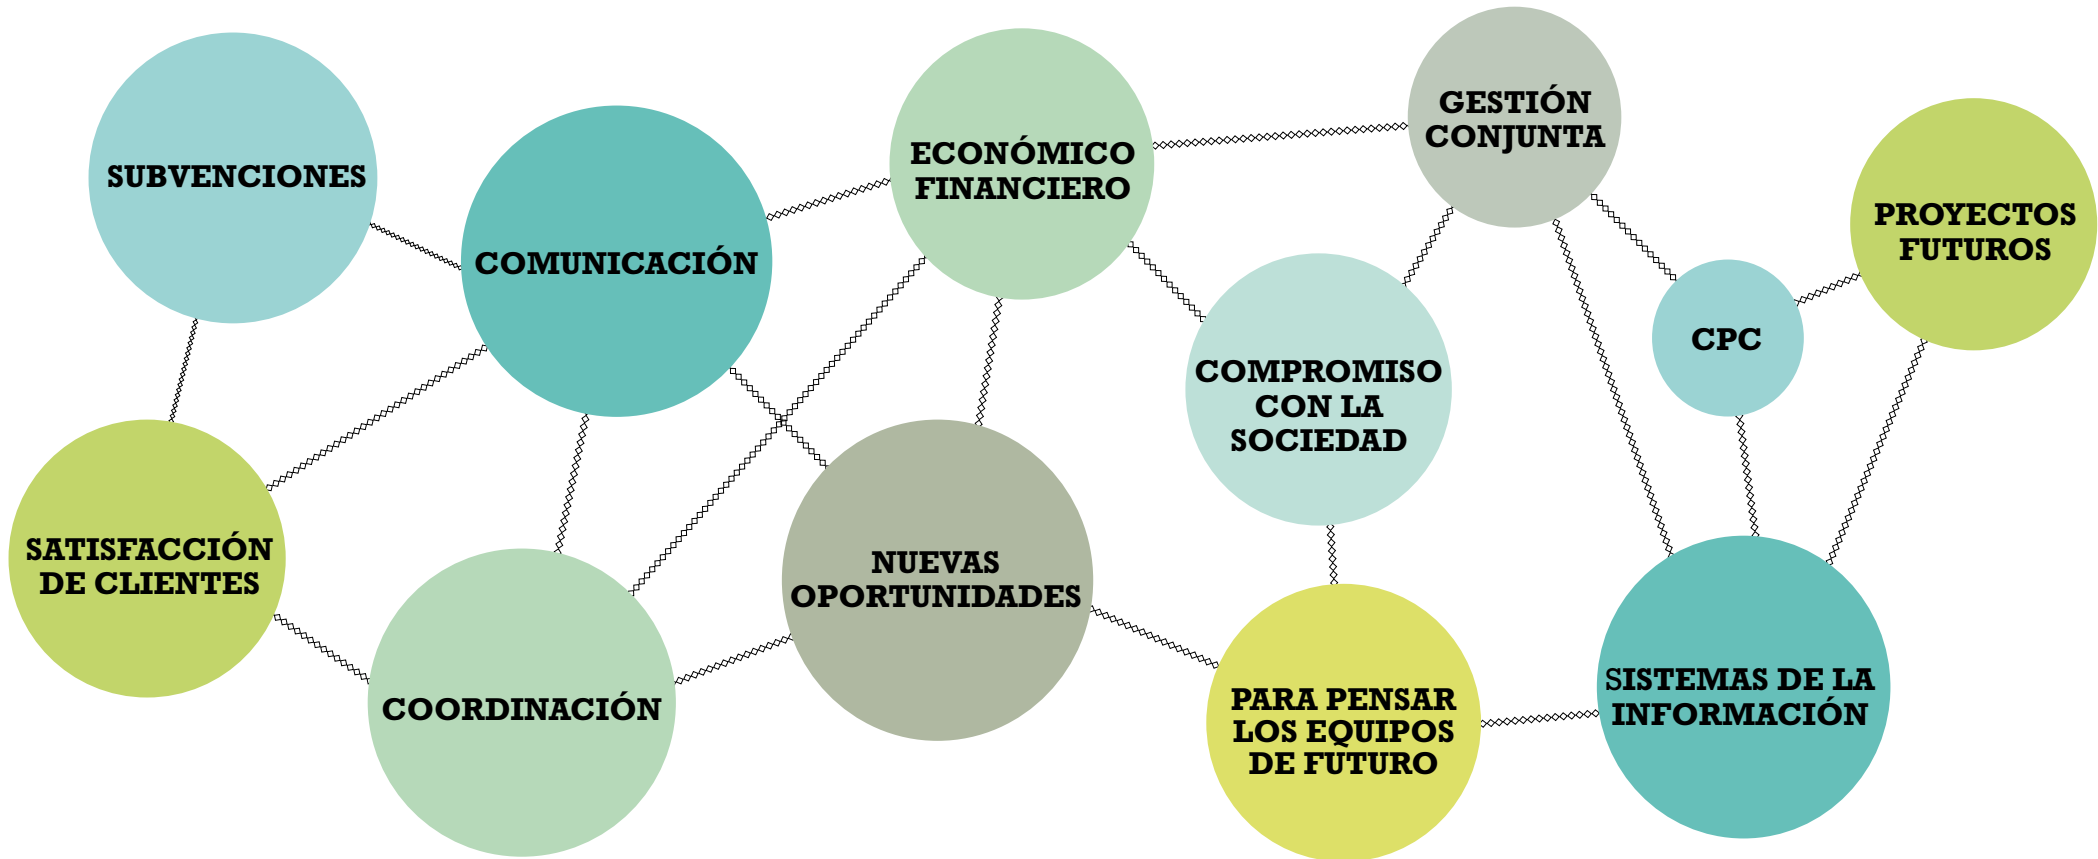 SUBVENCIONES
COMUNICACIÓN
ECONÓMICO
FINANCIERO
GESTIÓN
CONJUNTA
PROYECTOS
FUTUROS
CPC
COMPROMISO
CON LA
SOCIEDAD
SATISFACCIÓN
DE CLIENTES
COORDINACIÓN
NUEVAS
OPORTUNIDADES
PARA PENSAR
LOS EQUIPOS
DE FUTURO
SISTEMAS DE LA
INFORMACIÓN